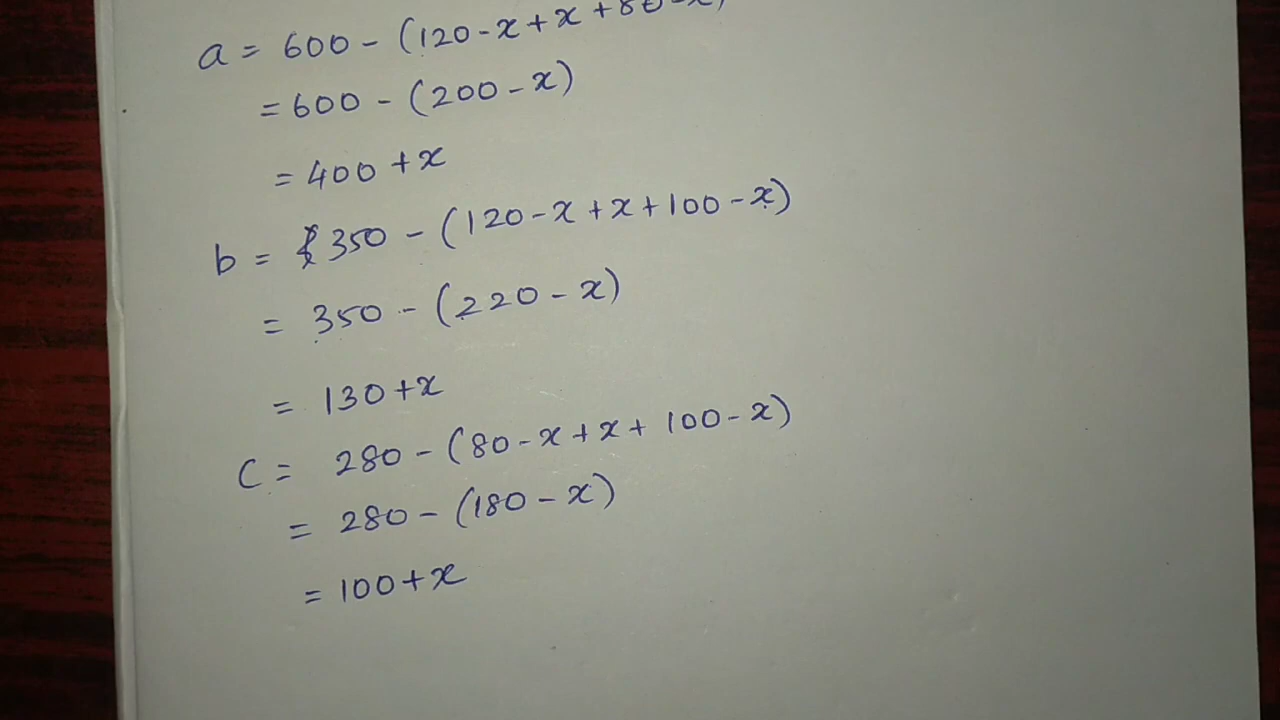 a = 600 - (120 - x + x + 80 - x)
= 600 - (200 - x)
= 400 + x
b = 350 - (120 - x + x + 100 - x)
= 350 - (220 - x)
= 130 + x
C = 280 - (80 - x + x + 100 - x)
= 280 - (180 - x)
= 100 + x